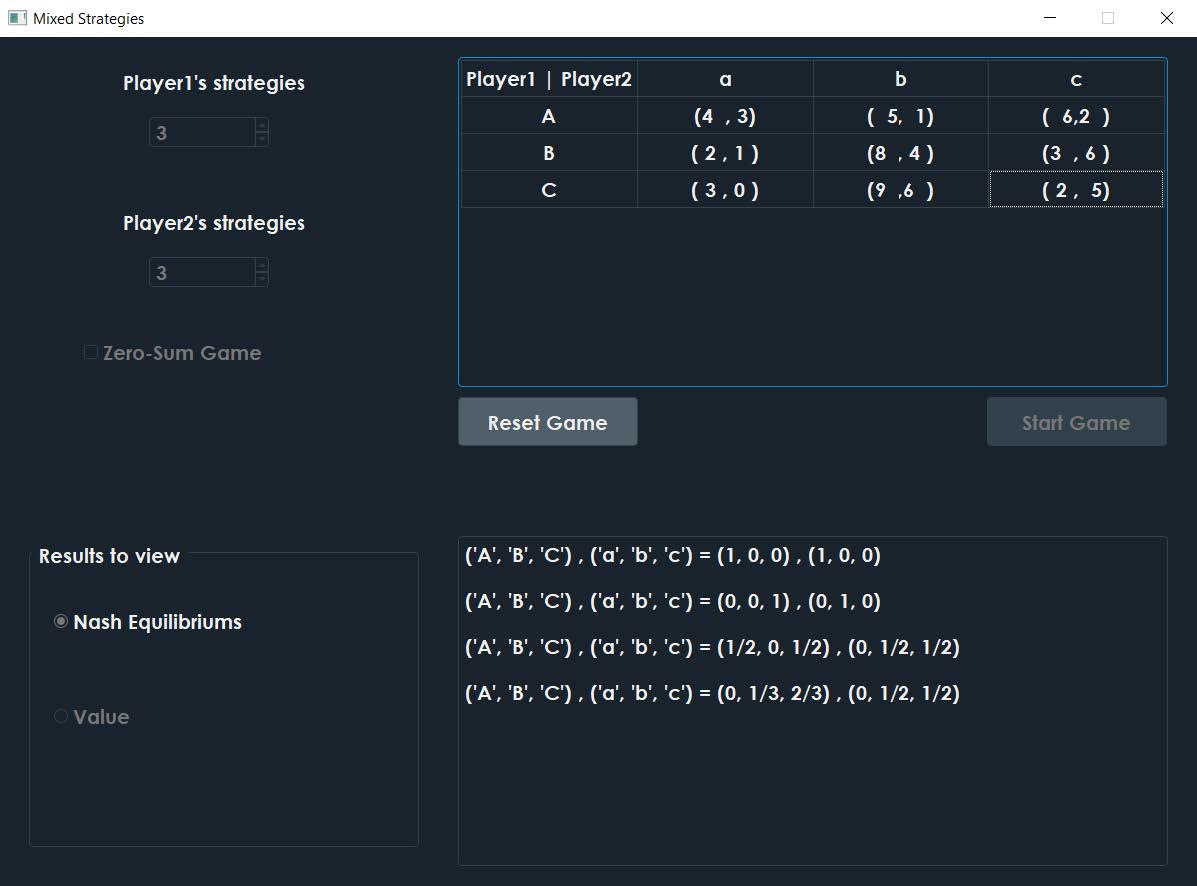 Mixed Strategies
Player1's strategies
3
Player2's strategies
3
Zero-Sum Game
Player1 | Player2 a b c
A (4 , 3) ( 5, 1) ( 6,2 )
B ( 2 , 1 ) (8 , 4 ) (3 , 6 )
C ( 3 , 0 ) (9 ,6 ) ( 2 , 5)
Reset Game
Start Game
Results to view
Nash Equilibriums
Value
('A', 'B', 'C') , ('a', 'b', 'c') = (1, 0, 0) , (1, 0, 0)
('A', 'B', 'C') , ('a', 'b', 'c') = (0, 0, 1) , (0, 1, 0)
('A', 'B', 'C') , ('a', 'b', 'c') = (1/2, 0, 1/2) , (0, 1/2, 1/2)
('A', 'B', 'C') , ('a', 'b', 'c') = (0, 1/3, 2/3) , (0, 1/2, 1/2)